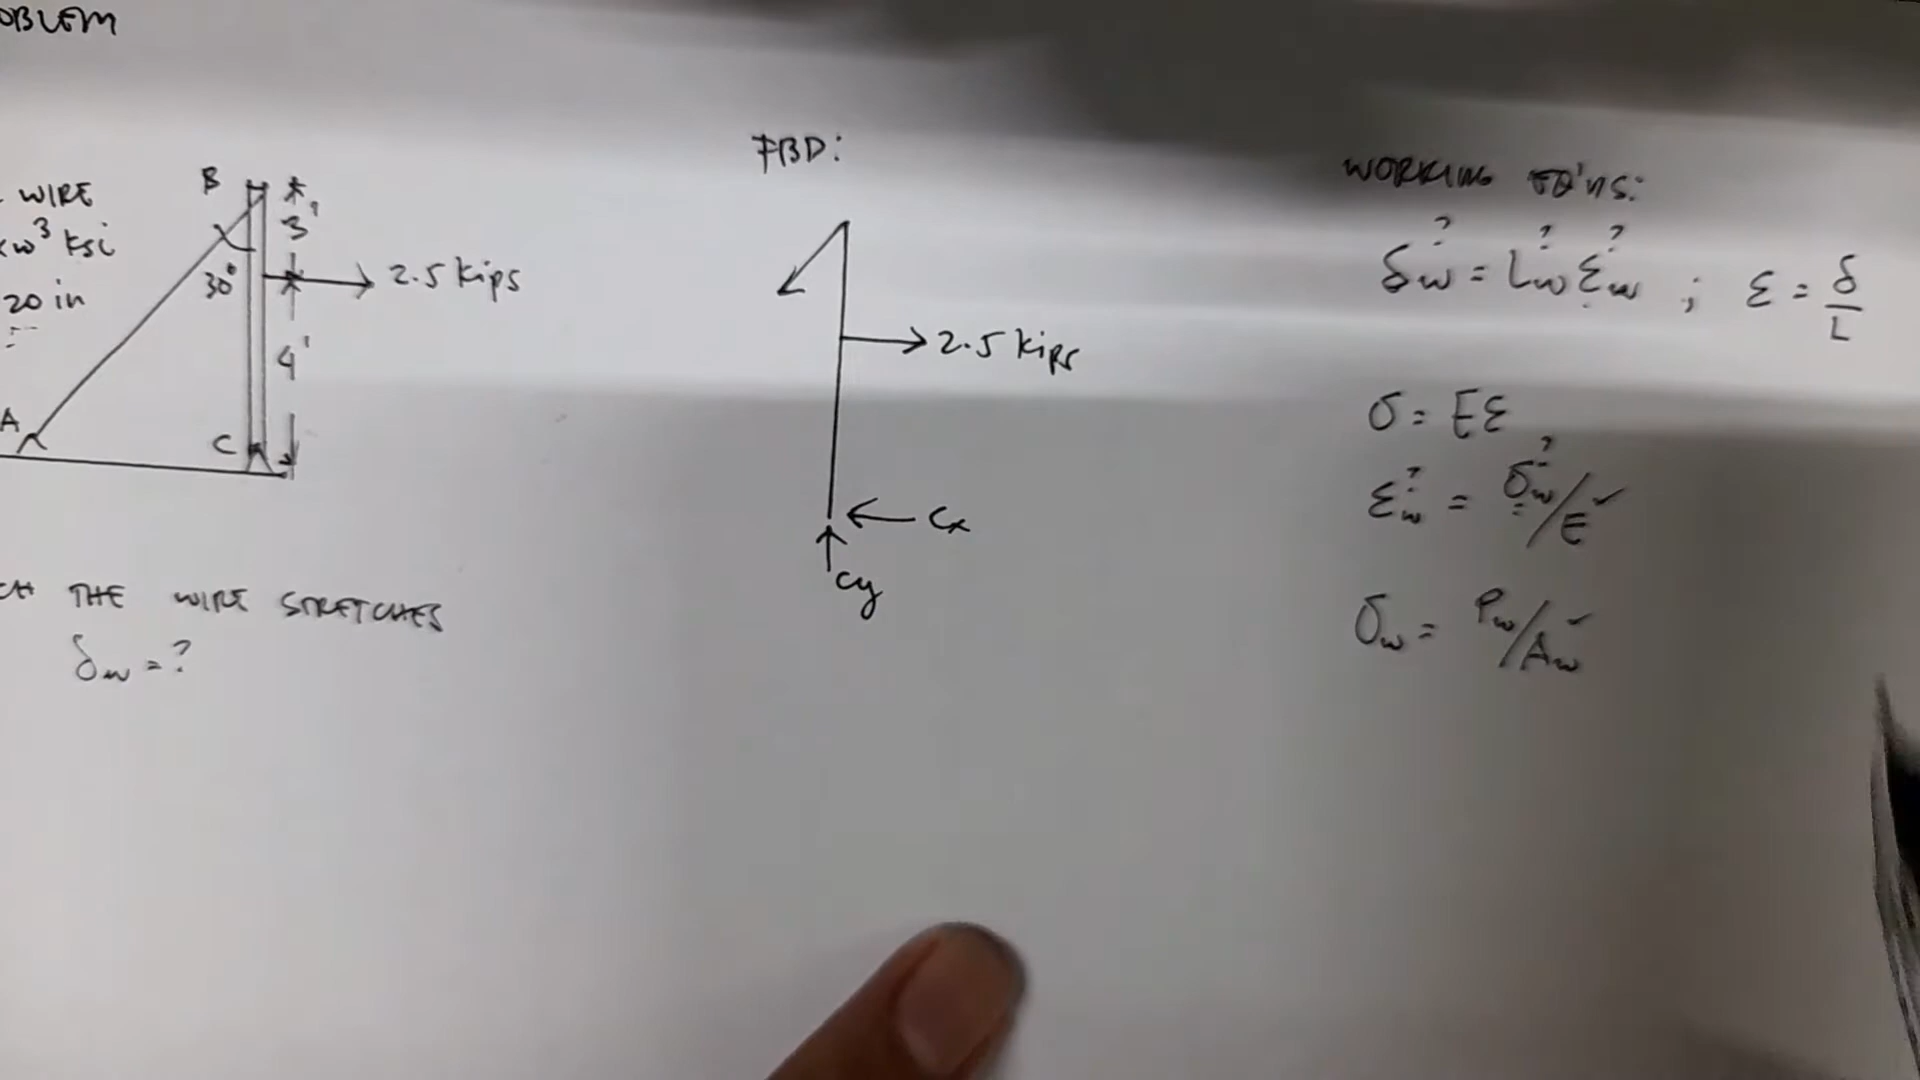 OBLEM
WIRE
ksi
20 in
B
3'
30°
2.5 kips
4'
A
C
THE WIRE STRETCHES
δw = ?
FBD:
2.5 kips
Cx
Cy
WORKING EQ'NS:
? ? ?
δw = Lw εw ; ε = δ/L
σ = Eε
? ?
εw = σw/E ✓
σw = Pw/Aw ✓